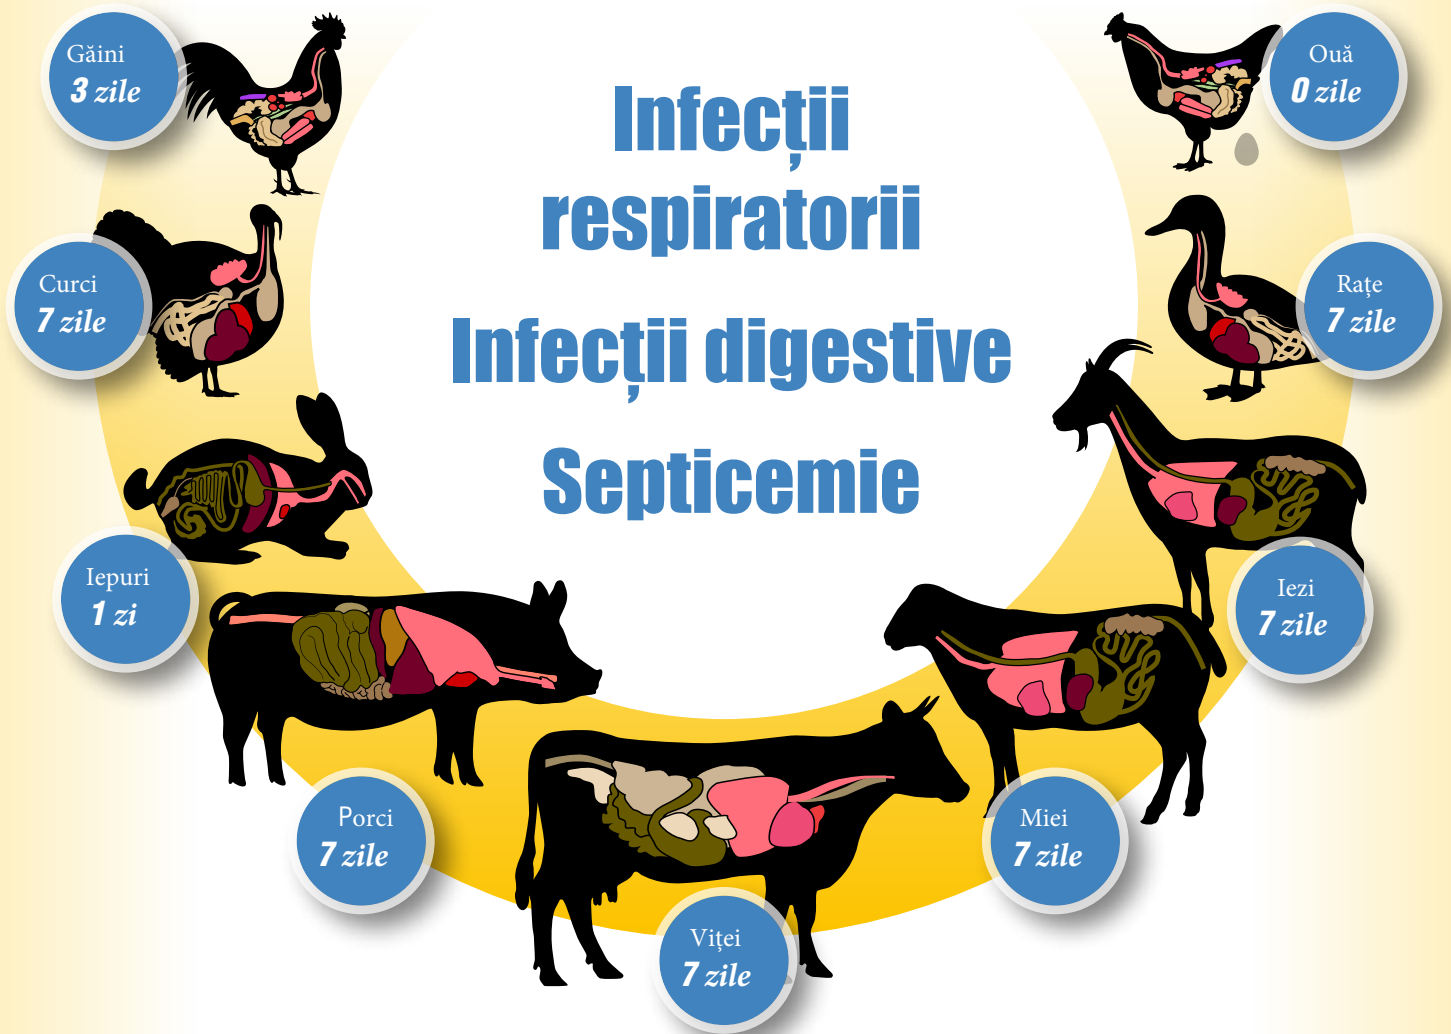 Găini
3 zile
Ouă
0 zile
Infecții
respiratorii
Infecții digestive
Septicemie
Curci
7 zile
Rațe
7 zile
Iepuri
1 zi
Iezi
7 zile
Porci
7 zile
Miei
7 zile
Viței
7 zile